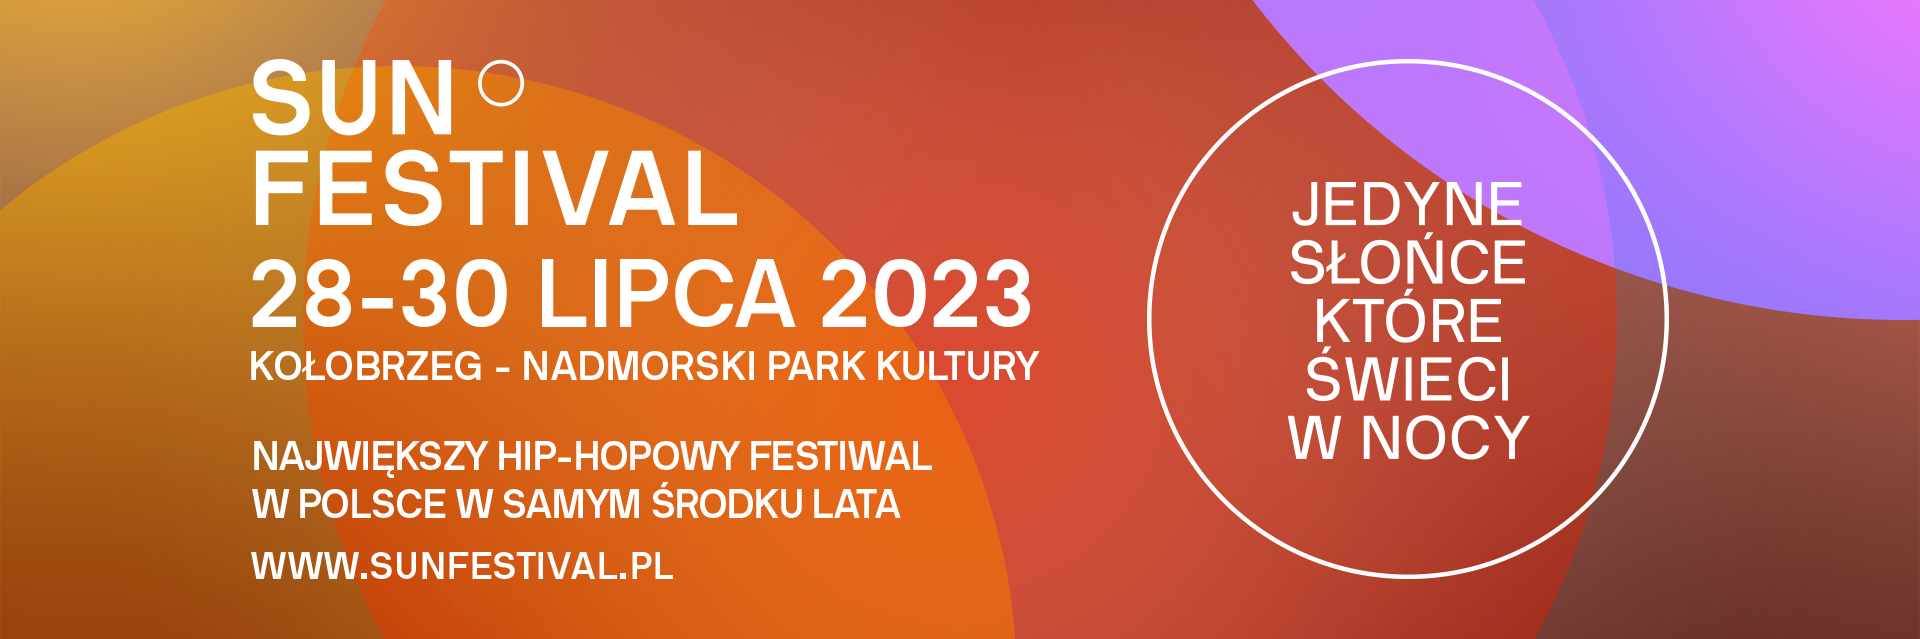 SUN
FESTIVAL
28-30 LIPCA 2023
KOŁOBRZEG - NADMORSKI PARK KULTURY
NAJWIĘKSZY HIP-HOPOWY FESTIWAL
W POLSCE W SAMYM ŚRODKU LATA
WWW.SUNFESTIVAL.PL
JEDYNE
SŁOŃCE
KTÓRE
ŚWIECI
W NOCY